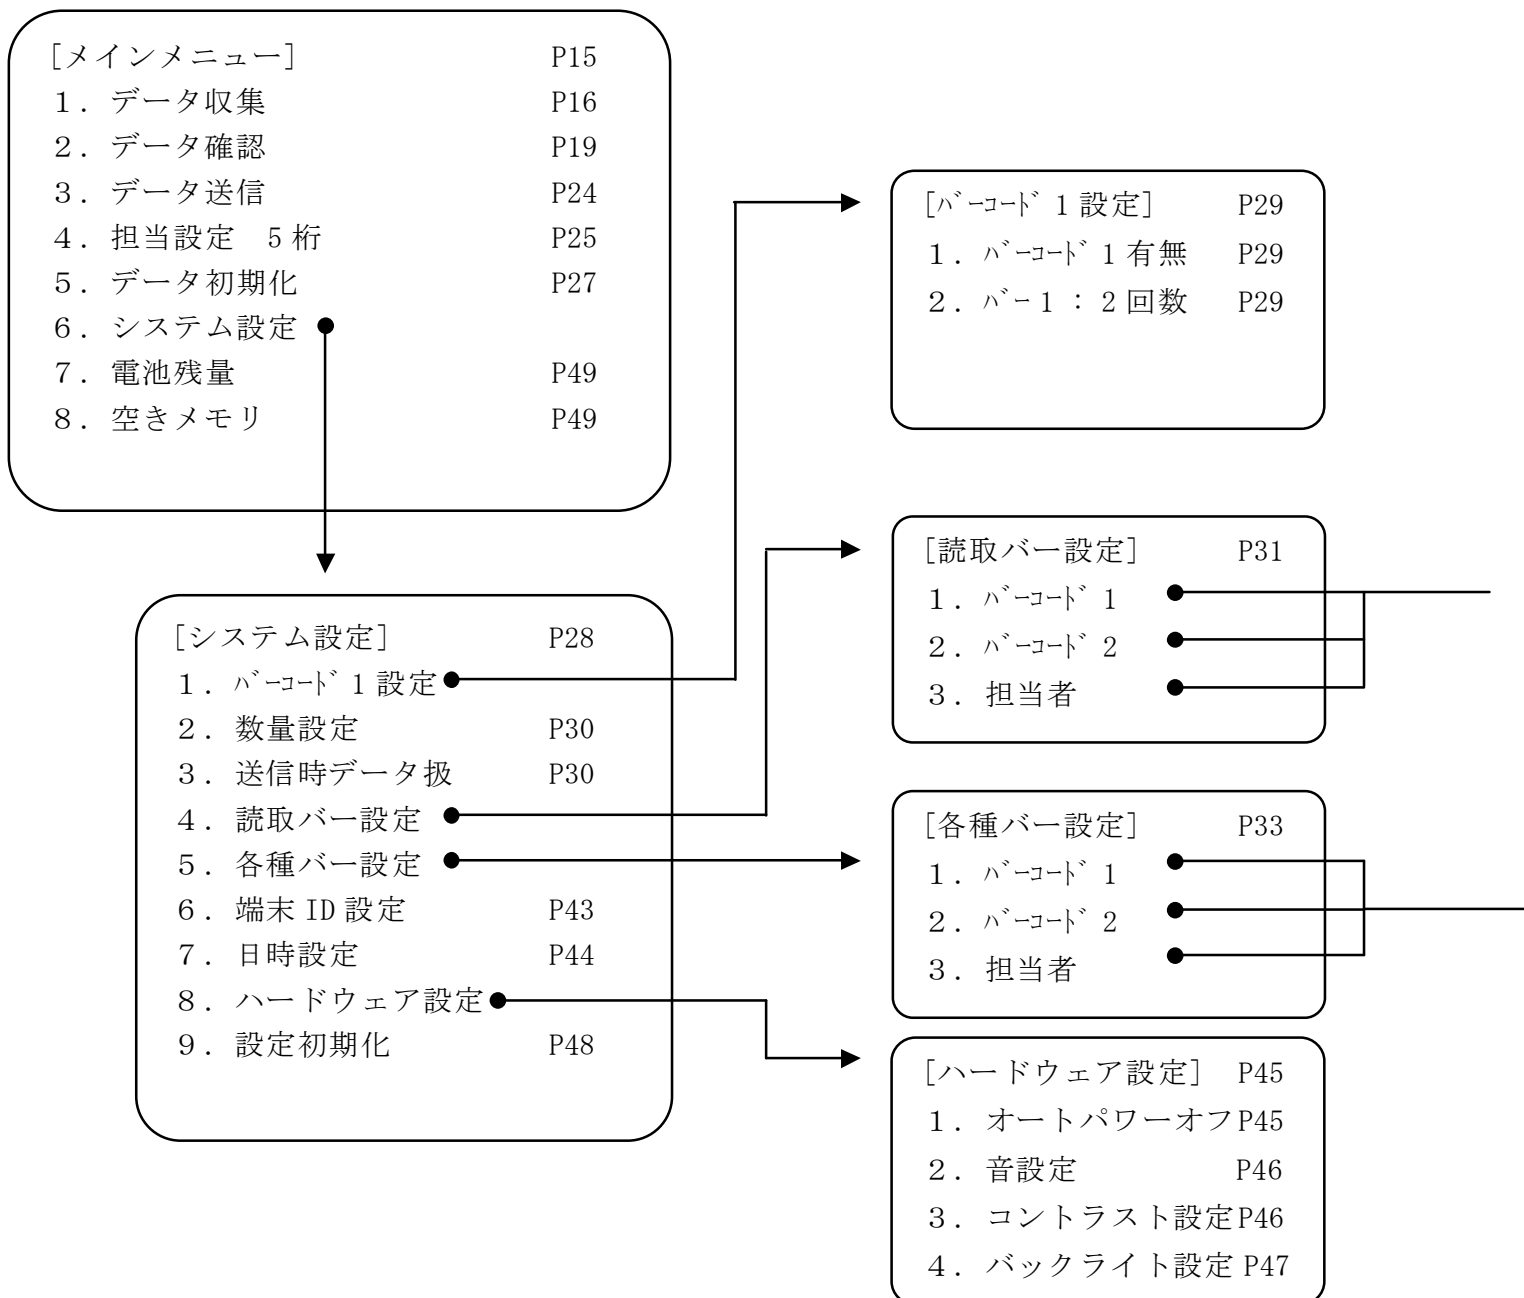 [メインメニュー] P15
1. データ収集 P16
2. データ確認 P19
3. データ送信 P24
4. 担当設定 5桁 P25
5. データ初期化 P27
6. システム設定
7. 電池残量 P49
8. 空きメモリ P49
[システム設定] P28
1. バーコード1設定
2. 数量設定 P30
3. 送信時データ扱 P30
4. 読取バー設定
5. 各種バー設定
6. 端末ID設定 P43
7. 日時設定 P44
8. ハードウェア設定
9. 設定初期化 P48
[バーコード1設定] P29
1. バーコード1有無 P29
2. バー1:2回数 P29
[読取バー設定] P31
1. バーコード1
2. バーコード2
3. 担当者
[各種バー設定] P33
1. バーコード1
2. バーコード2
3. 担当者
[ハードウェア設定] P45
1. オートパワーオフP45
2. 音設定 P46
3. コントラスト設定P46
4. バックライト設定 P47